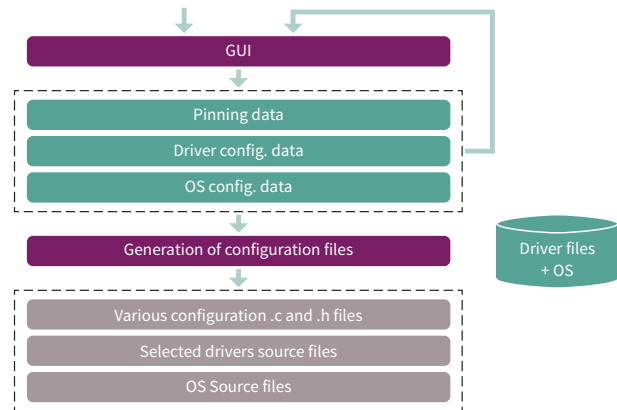 GUI
Pinning data
Driver config. data
OS config. data
Generation of configuration files
Driver files
+ OS
Various configuration .c and .h files
Selected drivers source files
OS Source files